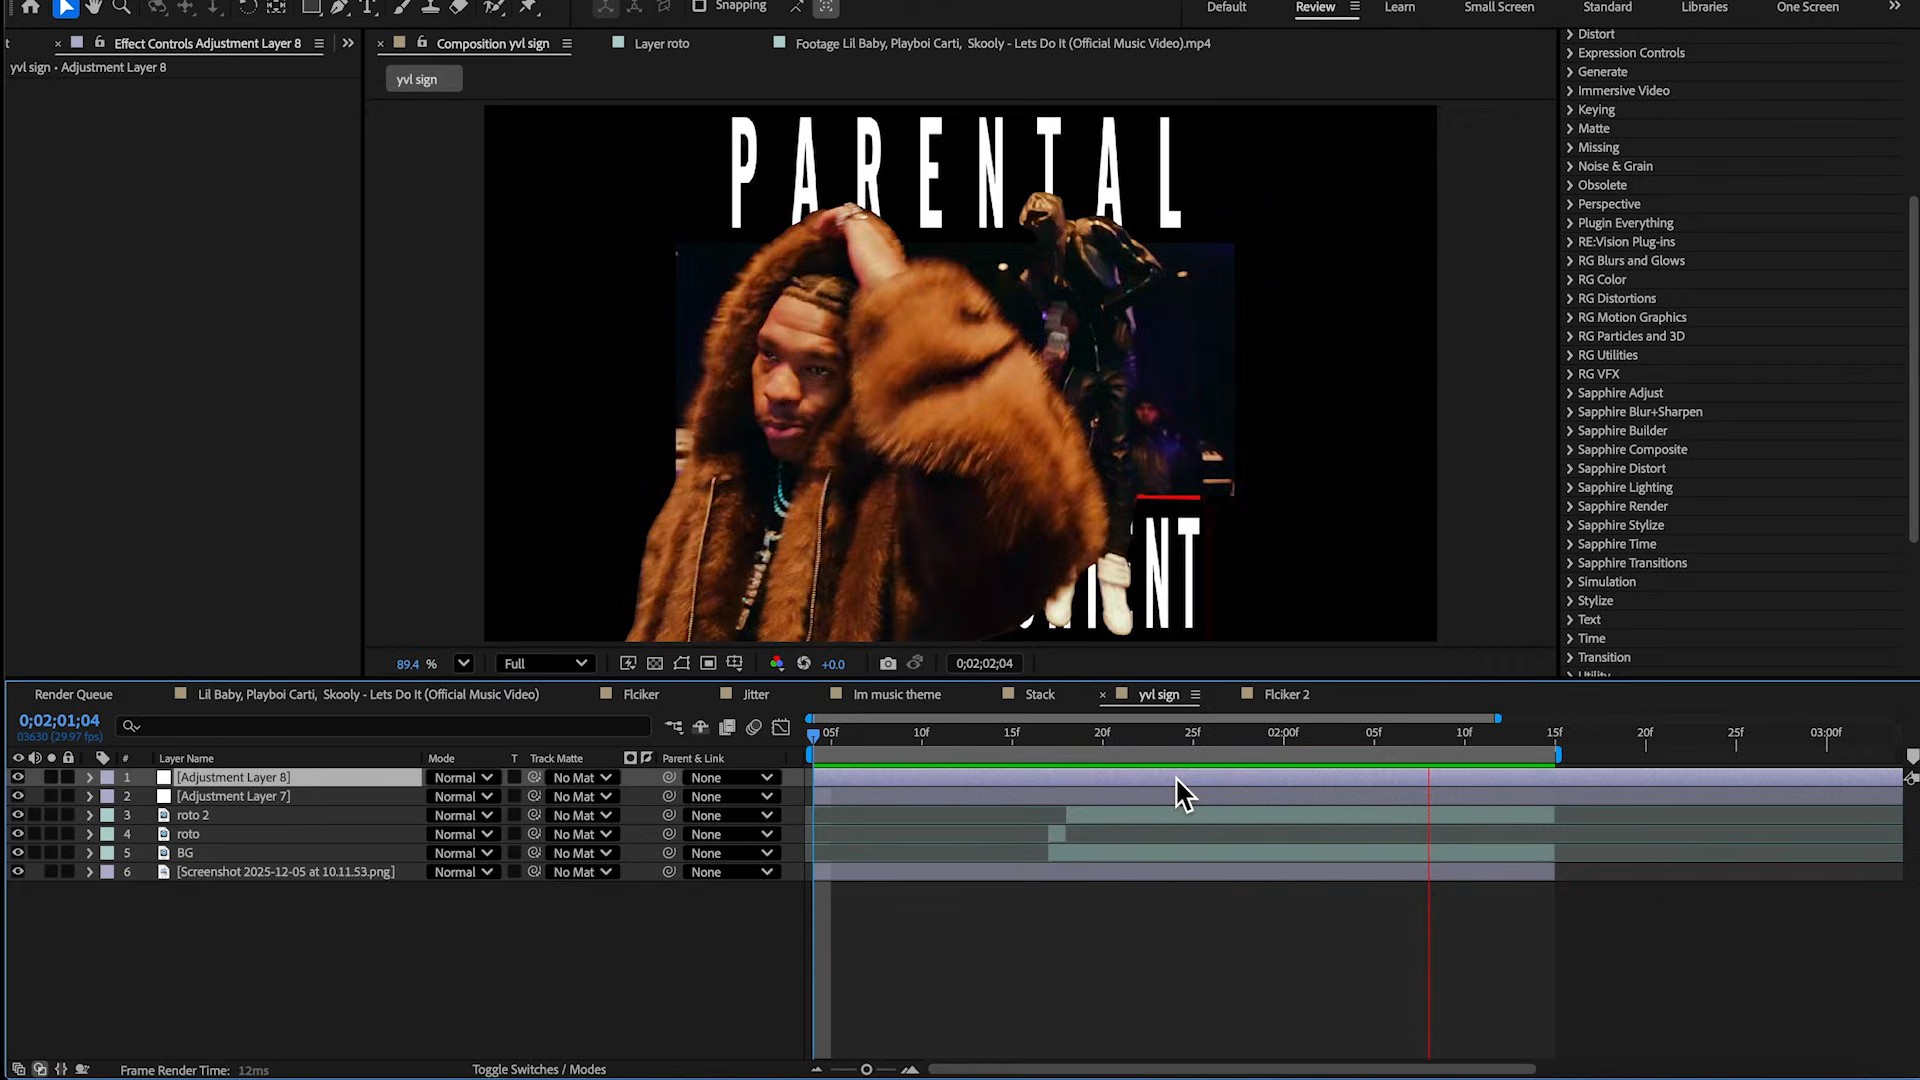 Snapping
Default
Review
Learn
Small Screen
Standard
Libraries
One Screen
t
Effect Controls Adjustment Layer 8
Composition yvl sign
Layer roto
Footage Lil Baby, Playboi Carti, Skooly - Lets Do It (Official Music Video).mp4
yvl sign • Adjustment Layer 8
yvl sign
PARENTAL
ENT
Distort
Expression Controls
Generate
Immersive Video
Keying
Matte
Missing
Noise & Grain
Obsolete
Perspective
Plugin Everything
RE:Vision Plug-ins
RG Blurs and Glows
RG Color
RG Distortions
RG Motion Graphics
RG Particles and 3D
RG Utilities
RG VFX
Sapphire Adjust
Sapphire Blur+Sharpen
Sapphire Builder
Sapphire Composite
Sapphire Distort
Sapphire Lighting
Sapphire Render
Sapphire Stylize
Sapphire Time
Sapphire Transitions
Simulation
Stylize
Text
Time
Transition
Utility
89.4 %
Full
+0.0
0;02;02;04
Render Queue
Lil Baby, Playboi Carti, Skooly - Lets Do It (Official Music Video)
Flciker
Jitter
Im music theme
Stack
yvl sign
Flciker 2
0;02;01;04
03630 (29.97 fps)
05f 10f 15f 20f 25f 02:00f 05f 10f 15f 20f 25f 03:00f
# Layer Name Mode T Track Matte Parent & Link
1 [Adjustment Layer 8] Normal No Mat None
2 [Adjustment Layer 7] Normal No Mat None
3 roto 2 Normal No Mat None
4 roto Normal No Mat None
5 BG Normal No Mat None
6 [Screenshot 2025-12-05 at 10.11.53.png] Normal No Mat None
Frame Render Time: 12ms
Toggle Switches / Modes